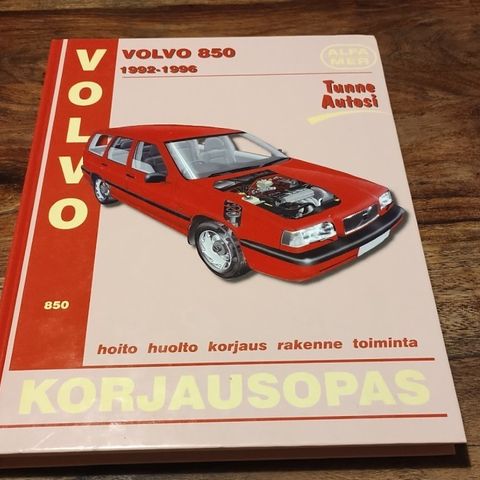 VOLVO
VOLVO 850
1992-1996
ALFA
MER
Tunne
Autosi
850
hoito huolto korjaus rakenne toiminta
KORJAUSOPAS